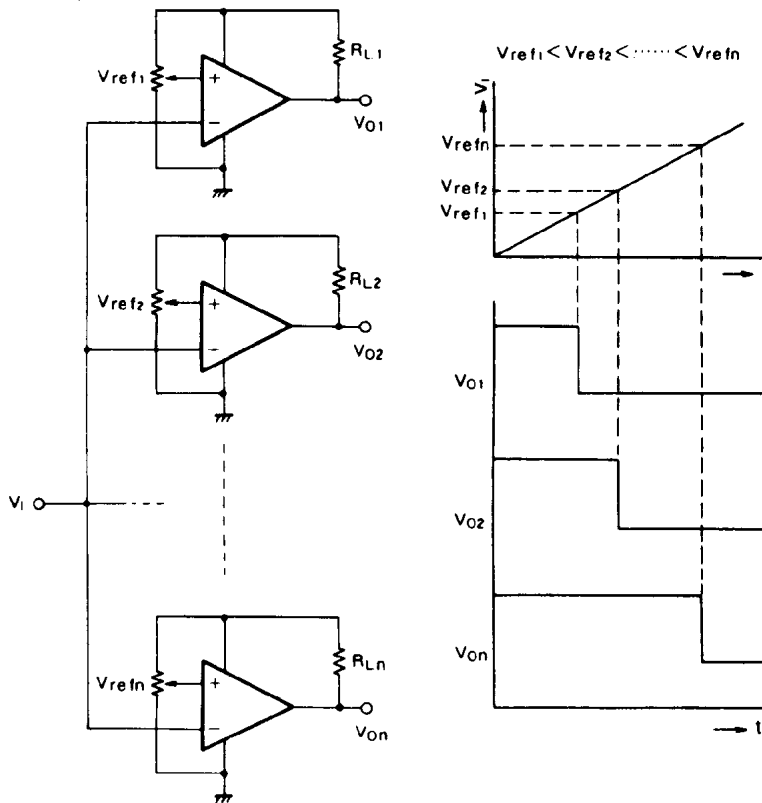 Vref1
+
−
RL1
VO1
Vref2
+
−
RL2
VO2
VI
Vrefn
+
−
RLn
VOn
Vref1 < Vref2 < ······ < Vrefn
VI
Vrefn
Vref2
Vref1
VO1
VO2
VOn
t